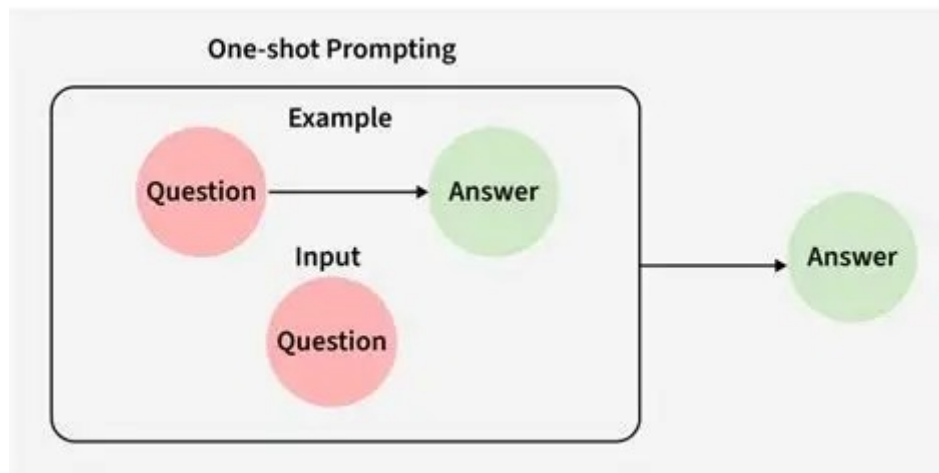 One-shot Prompting
Example
Question
Answer
Input
Question
Answer